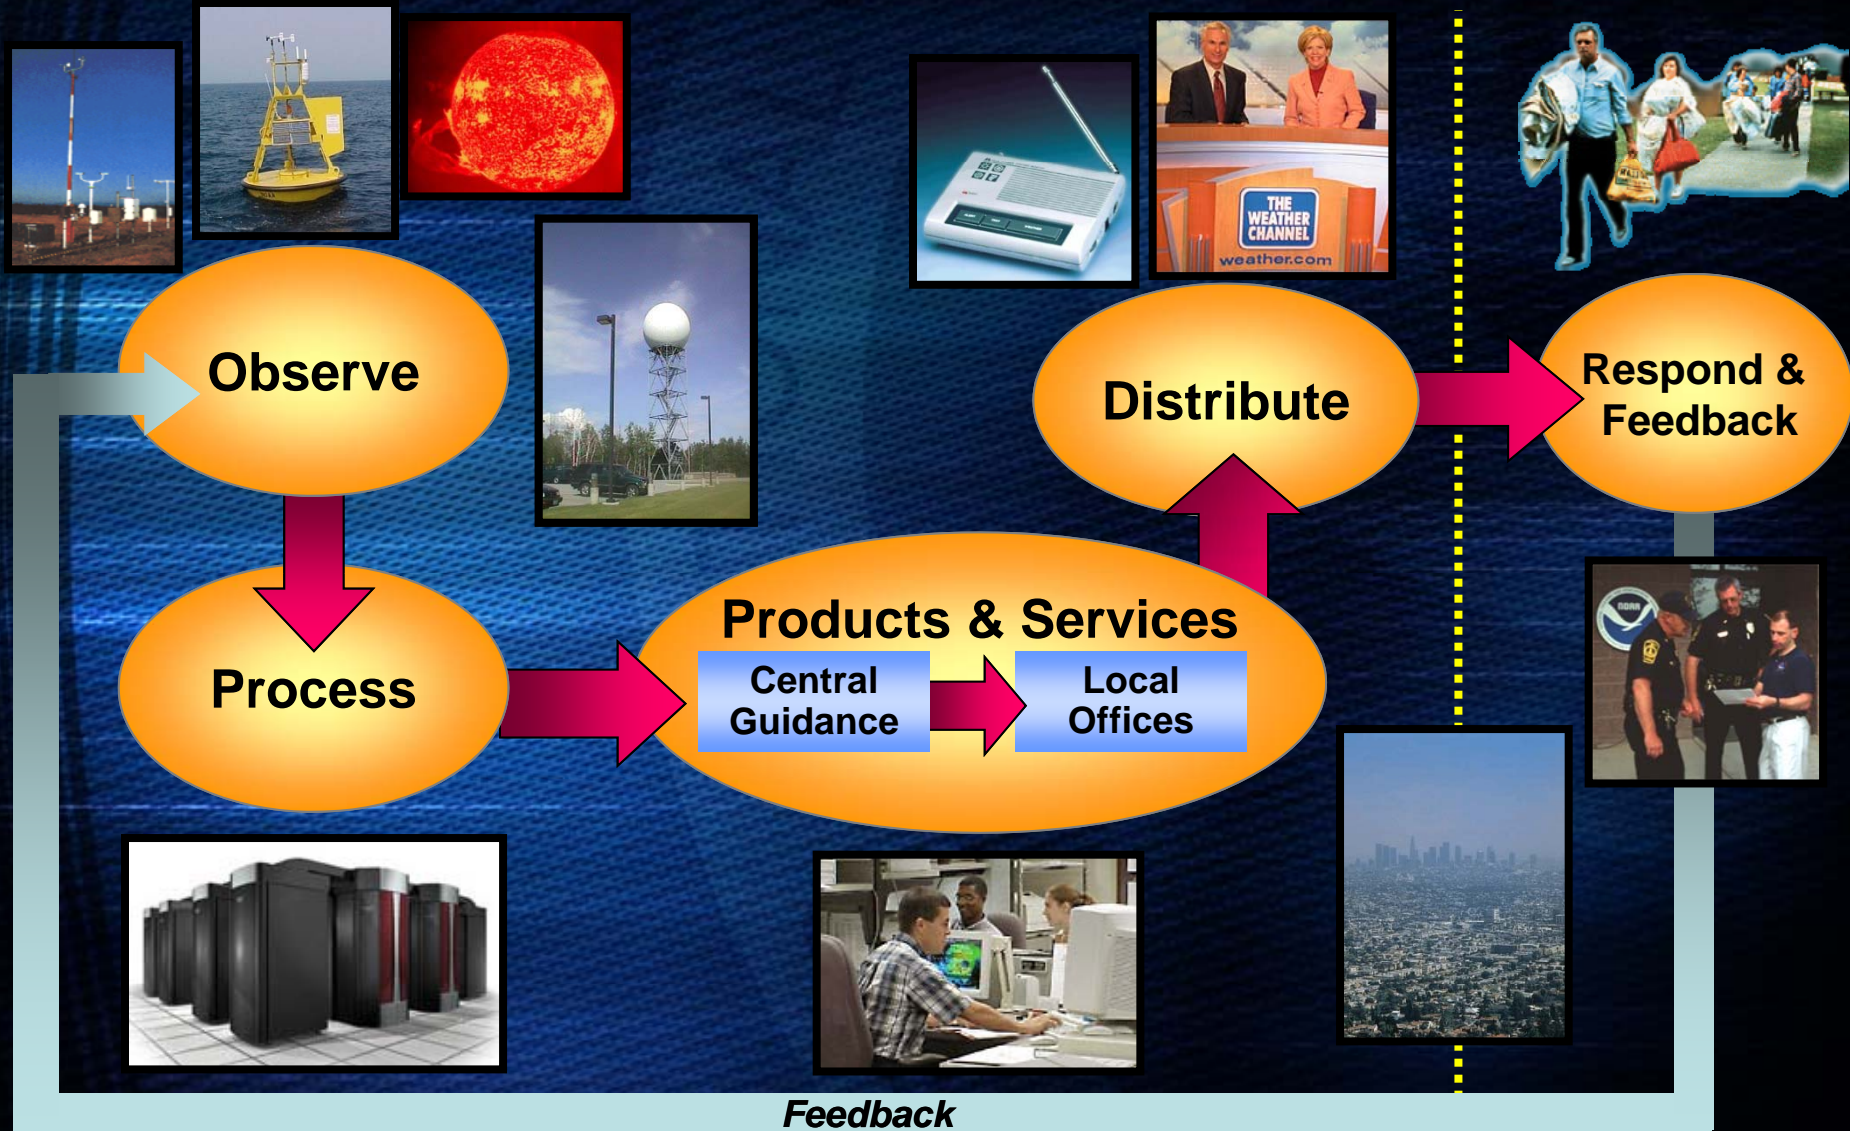 THE
WEATHER
CHANNEL
weather.com
Observe
Distribute
Respond &
Feedback
Products & Services
Process
Central
Guidance
Local
Offices
NOAA
Feedback